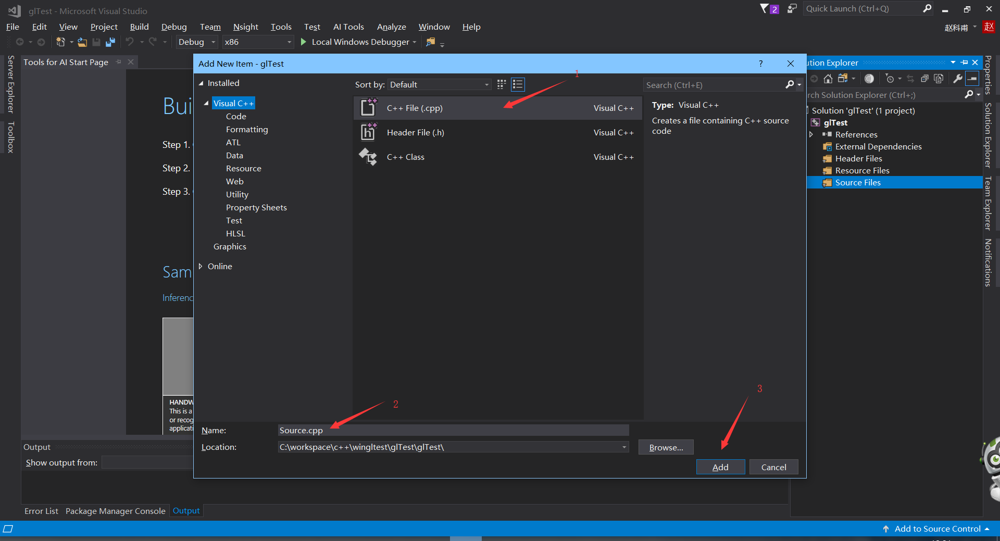 glTest - Microsoft Visual Studio
2
Quick Launch (Ctrl+Q)
File Edit View Project Build Debug Team Nsight Tools Test AI Tools Analyze Window Help
赵科甫 赵
Debug x86 Local Windows Debugger
Server Explorer
Toolbox
Tools for AI Start Page
Bui
Step 1.
Step 2.
Step 3.
Sam
Inferenc
HANDW
This is a
or recog
applicati
Add New Item - glTest
?
Installed
Visual C++
Code
Formatting
ATL
Data
Resource
Web
Utility
Property Sheets
Test
HLSL
Graphics
Online
Sort by: Default
1
C++ File (.cpp) Visual C++
Header File (.h) Visual C++
C++ Class Visual C++
Search (Ctrl+E)
Type: Visual C++
Creates a file containing C++ source
code
2
3
Name: Source.cpp
Location: C:\workspace\c++\wingltest\glTest\glTest\
Browse...
Add Cancel
ution Explorer
rch Solution Explorer (Ctrl+;)
Solution 'glTest' (1 project)
glTest
References
External Dependencies
Header Files
Resource Files
Source Files
Properties
Solution Explorer
Team Explorer
Notifications
Output
Show output from:
Error List Package Manager Console Output
Add to Source Control